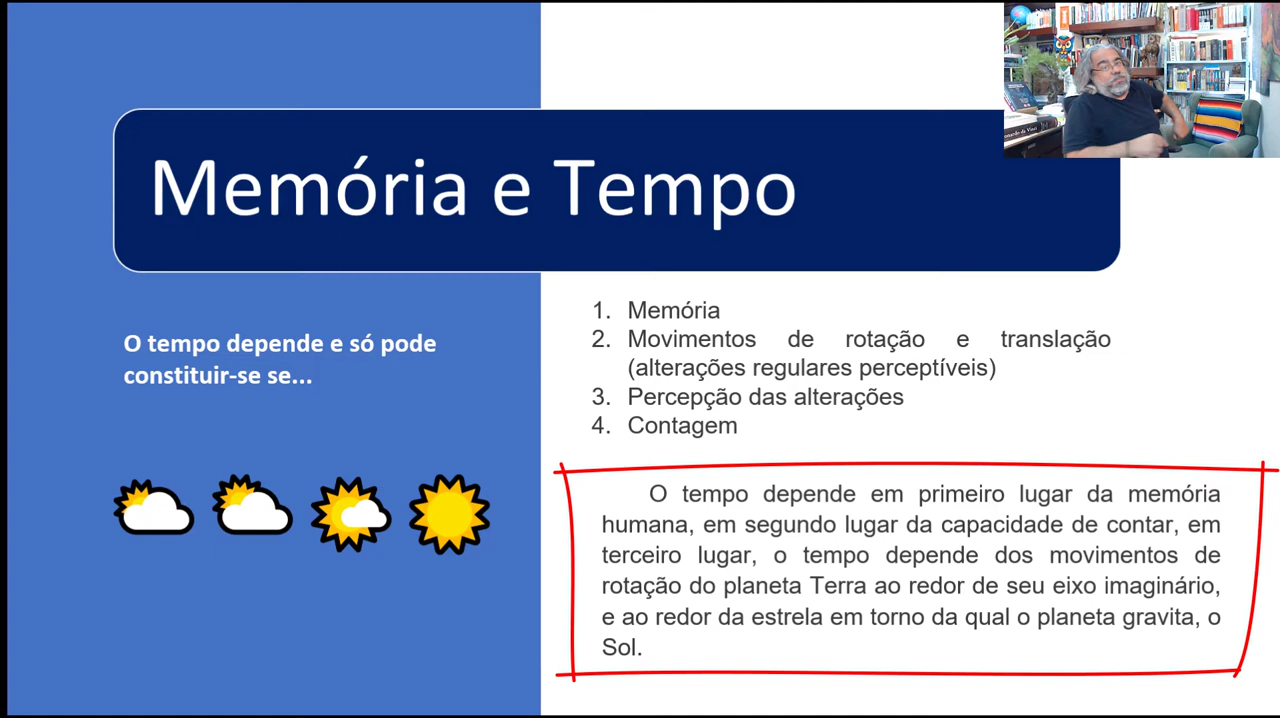 Memória e Tempo
O tempo depende e só pode
constituir-se se...
1. Memória
2. Movimentos de rotação e translação
(alterações regulares perceptíveis)
3. Percepção das alterações
4. Contagem
O tempo depende em primeiro lugar da memória
humana, em segundo lugar da capacidade de contar, em
terceiro lugar, o tempo depende dos movimentos de
rotação do planeta Terra ao redor de seu eixo imaginário,
e ao redor da estrela em torno da qual o planeta gravita, o
Sol.